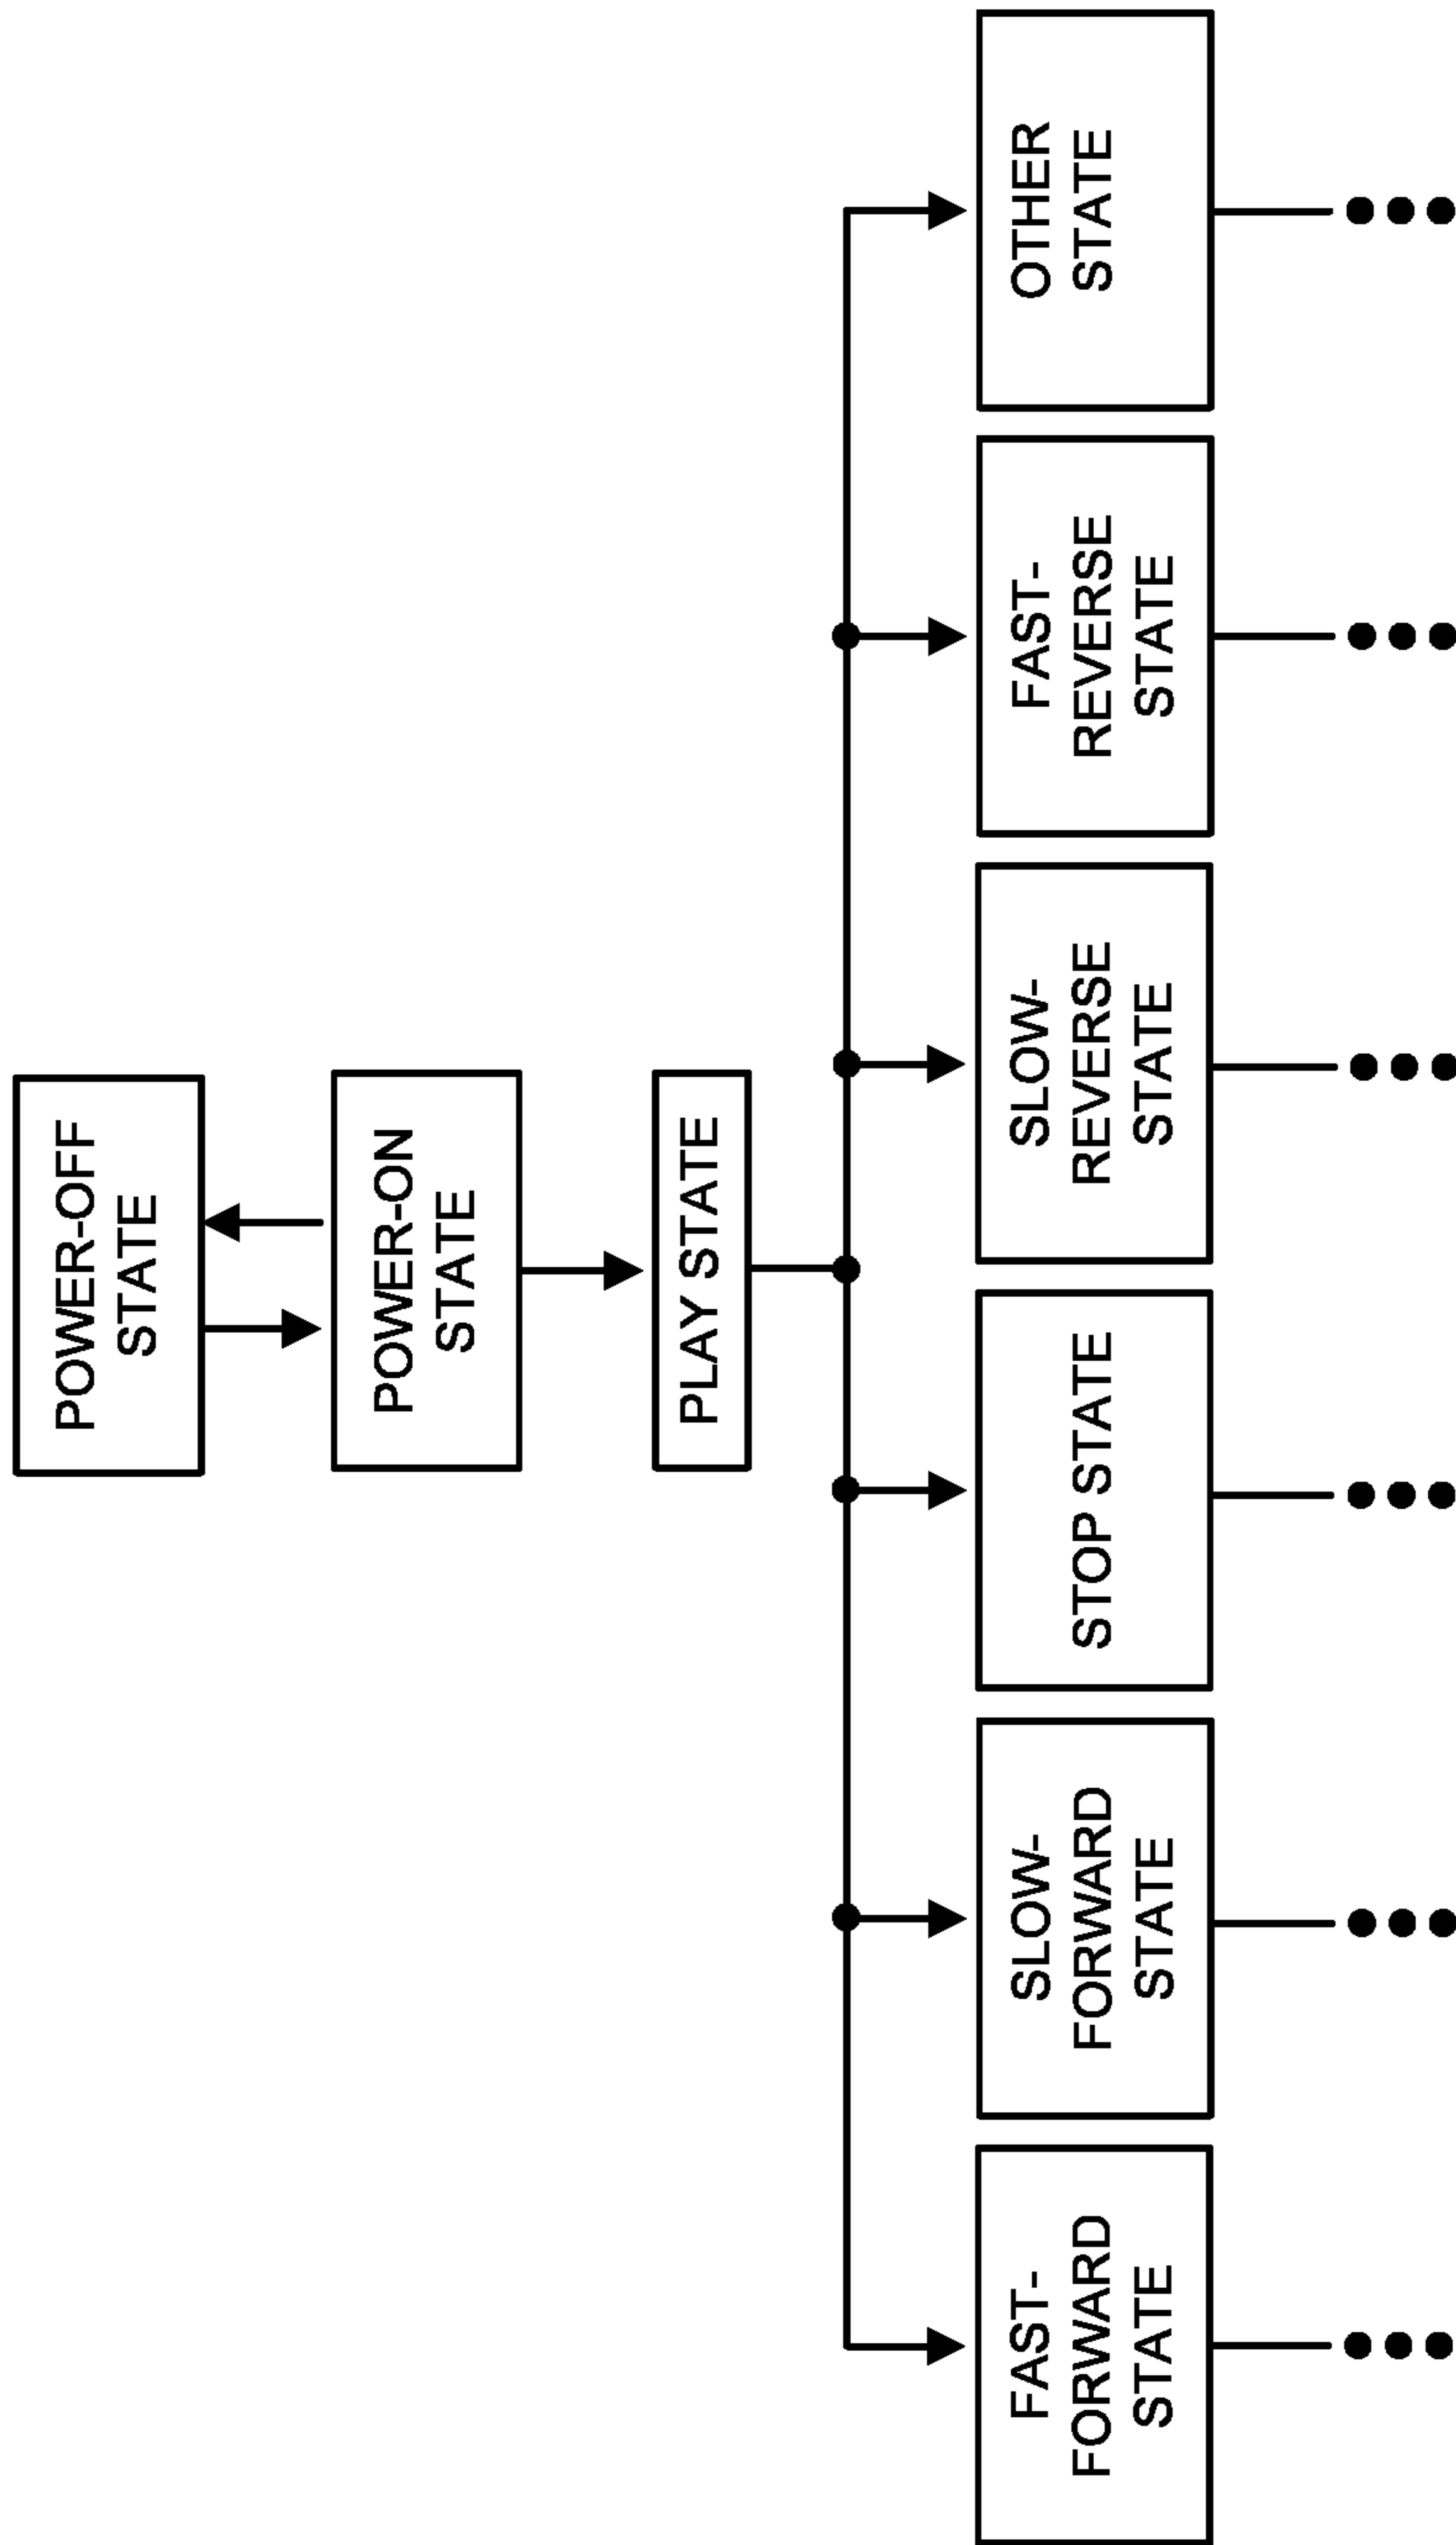 POWER-OFF
STATE
POWER-ON
STATE
PLAY STATE
FAST-
FORWARD
STATE
SLOW-
FORWARD
STATE
STOP STATE
SLOW-
REVERSE
STATE
FAST-
REVERSE
STATE
OTHER
STATE